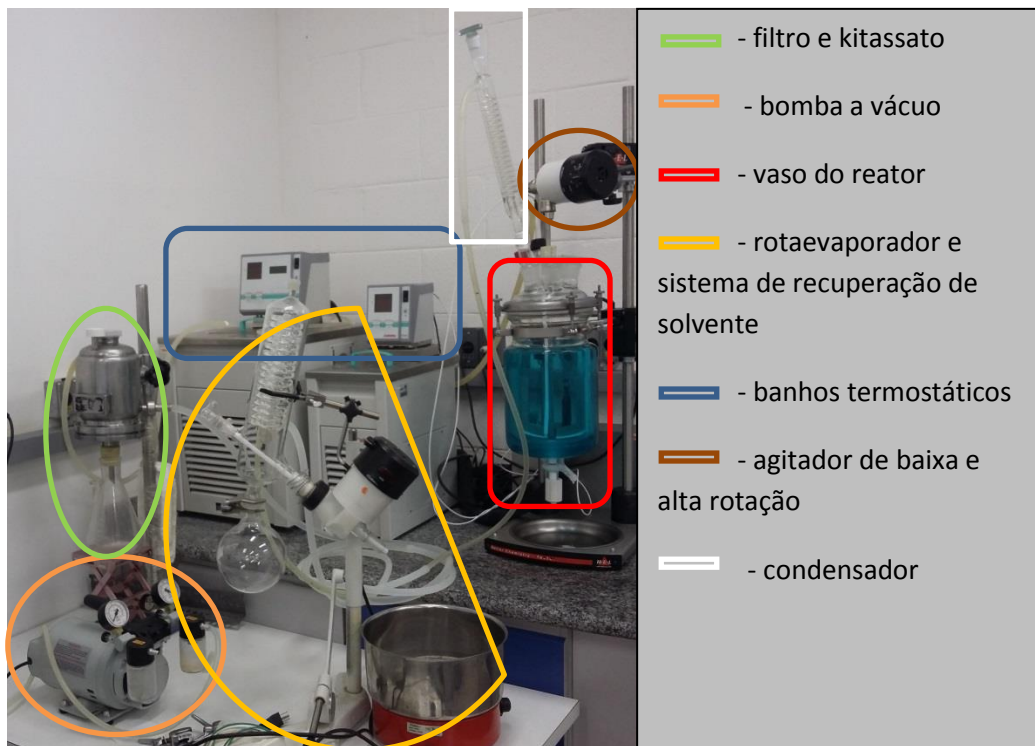 - filtro e kitassato
- bomba a vácuo
- vaso do reator
- rotaevaporador e
sistema de recuperação de
solvente
- banhos termostáticos
- agitador de baixa e
alta rotação
- condensador